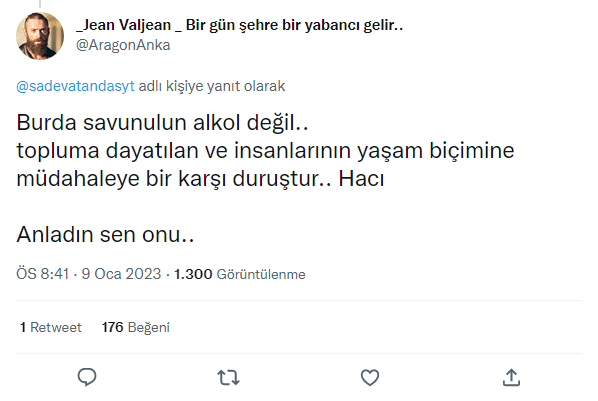 _Jean Valjean _ Bir gün şehre bir yabancı gelir..
@AragonAnka
@sadevatandasyt adlı kişiye yanıt olarak
Burda savunulun alkol değil..
topluma dayatılan ve insanlarının yaşam biçimine
müdahaleye bir karşı duruştur.. Hacı
Anladın sen onu..
ÖS 8:41 · 9 Oca 2023 · 1.300 Görüntülenme
1 Retweet 176 Beğeni